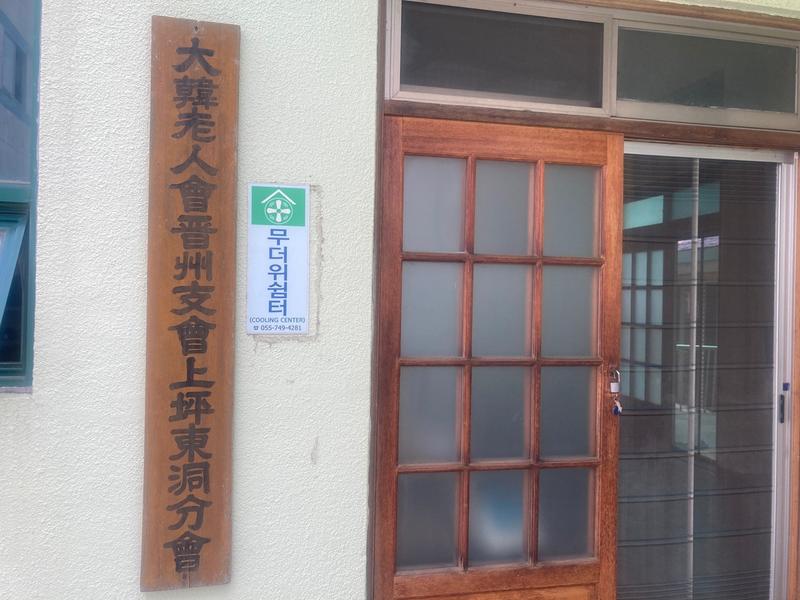 大韓老人會晋州支會上坪東洞分會
무더위쉼터
(COOLING CENTER)
☎ 055-749-4281